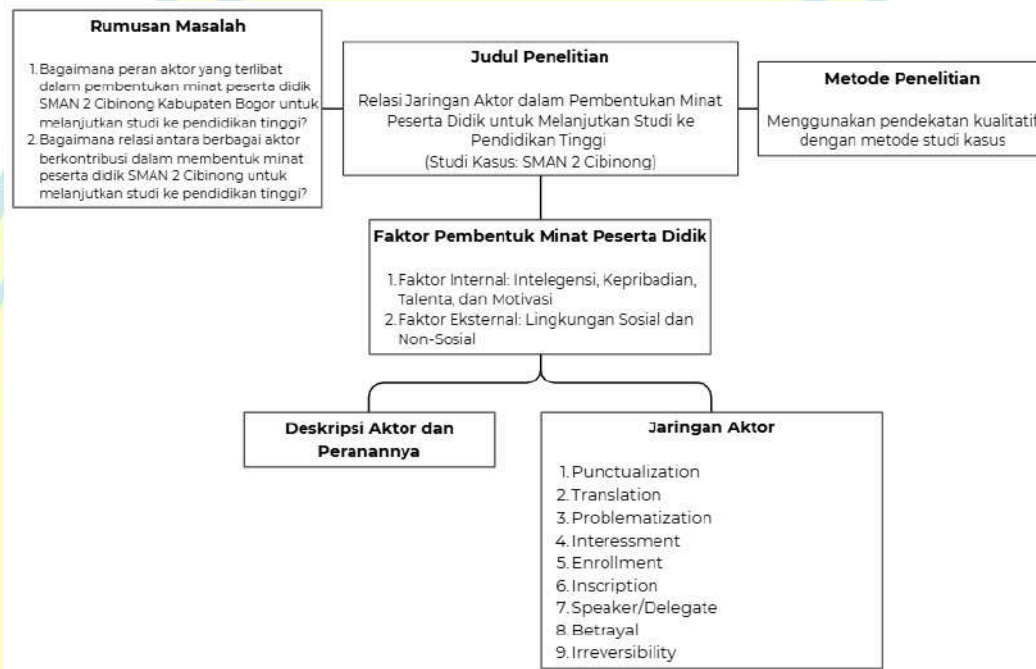 Rumusan Masalah
1. Bagaimana peran aktor yang terlibat
dalam pembentukan minat peserta didik
SMAN 2 Cibinong Kabupaten Bogor untuk
melanjutkan studi ke pendidikan tinggi?
2. Bagaimana relasi antara berbagai aktor
berkontribusi dalam membentuk minat
peserta didik SMAN 2 Cibinong untuk
melanjutkan studi ke pendidikan tinggi?
Judul Penelitian
Relasi Jaringan Aktor dalam Pembentukan Minat
Peserta Didik untuk Melanjutkan Studi ke
Pendidikan Tinggi
(Studi Kasus: SMAN 2 Cibinong)
Metode Penelitian
Menggunakan pendekatan kualitatif
dengan metode studi kasus
Faktor Pembentuk Minat Peserta Didik
1. Faktor Internal: Intelegensi, Kepribadian,
Talenta, dan Motivasi
2. Faktor Eksternal: Lingkungan Sosial dan
Non-Sosial
Deskripsi Aktor dan
Peranannya
Jaringan Aktor
1. Punctualization
2. Translation
3. Problematization
4. Interessment
5. Enrollment
6. Inscription
7. Speaker/Delegate
8. Betrayal
9. Irreversibility